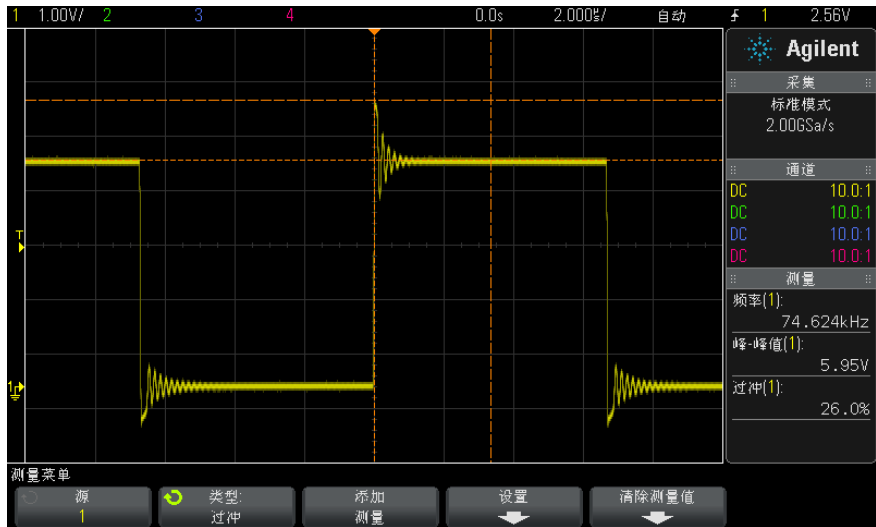 1 1.00V/ 2 3 4 0.0s 2.000㎲/ 自动 1 2.56V
Agilent
采集
标准模式
2.00GSa/s
通道
DC 10.0:1
DC 10.0:1
DC 10.0:1
DC 10.0:1
测量
频率(1):
74.624kHz
峰-峰值(1):
5.95V
过冲(1):
26.0%
T
1
测量菜单
源
1
类型:
过冲
添加
测量
设置
清除测量值